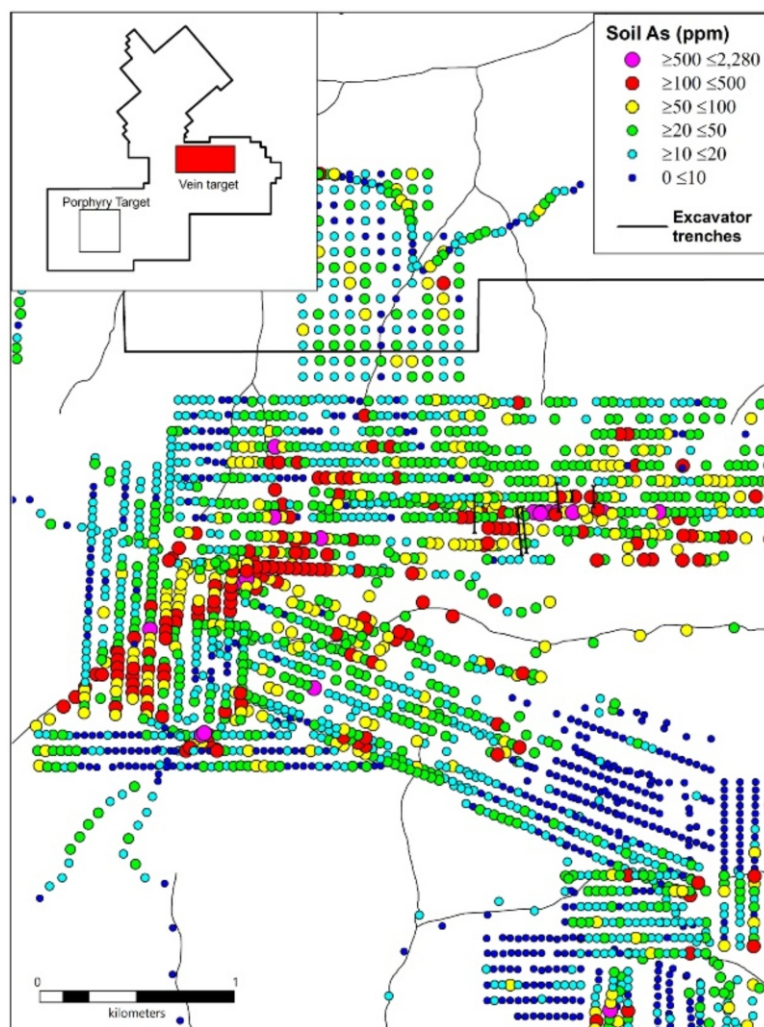 Vein target
Porphyry Target
Soil As (ppm)
≥500 ≤2,280
≥100 ≤500
≥50 ≤100
≥20 ≤50
≥10 ≤20
0 ≤10
Excavator
trenches
0 1
kilometers